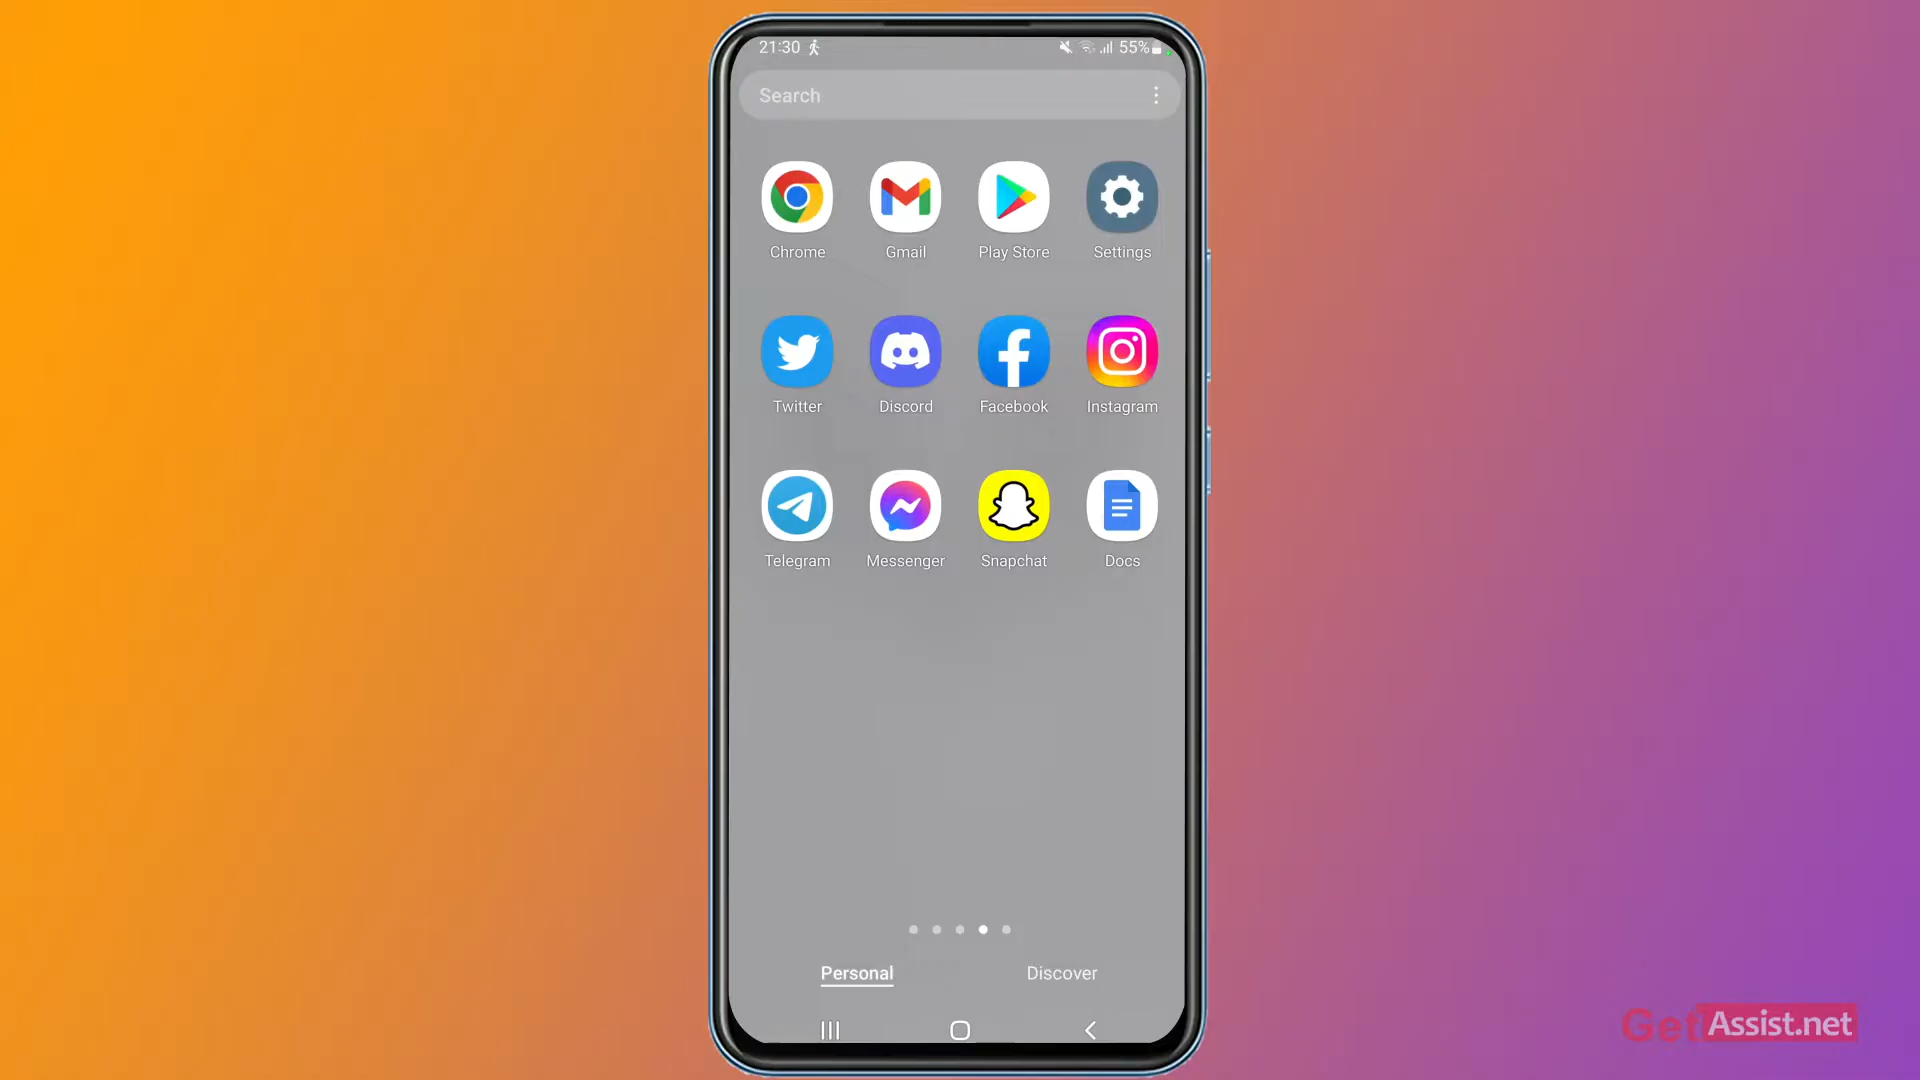 21:30 55%
Search
Chrome Gmail Play Store Settings
Twitter Discord Facebook Instagram
Telegram Messenger Snapchat Docs
Personal Discover
GetAssist.net